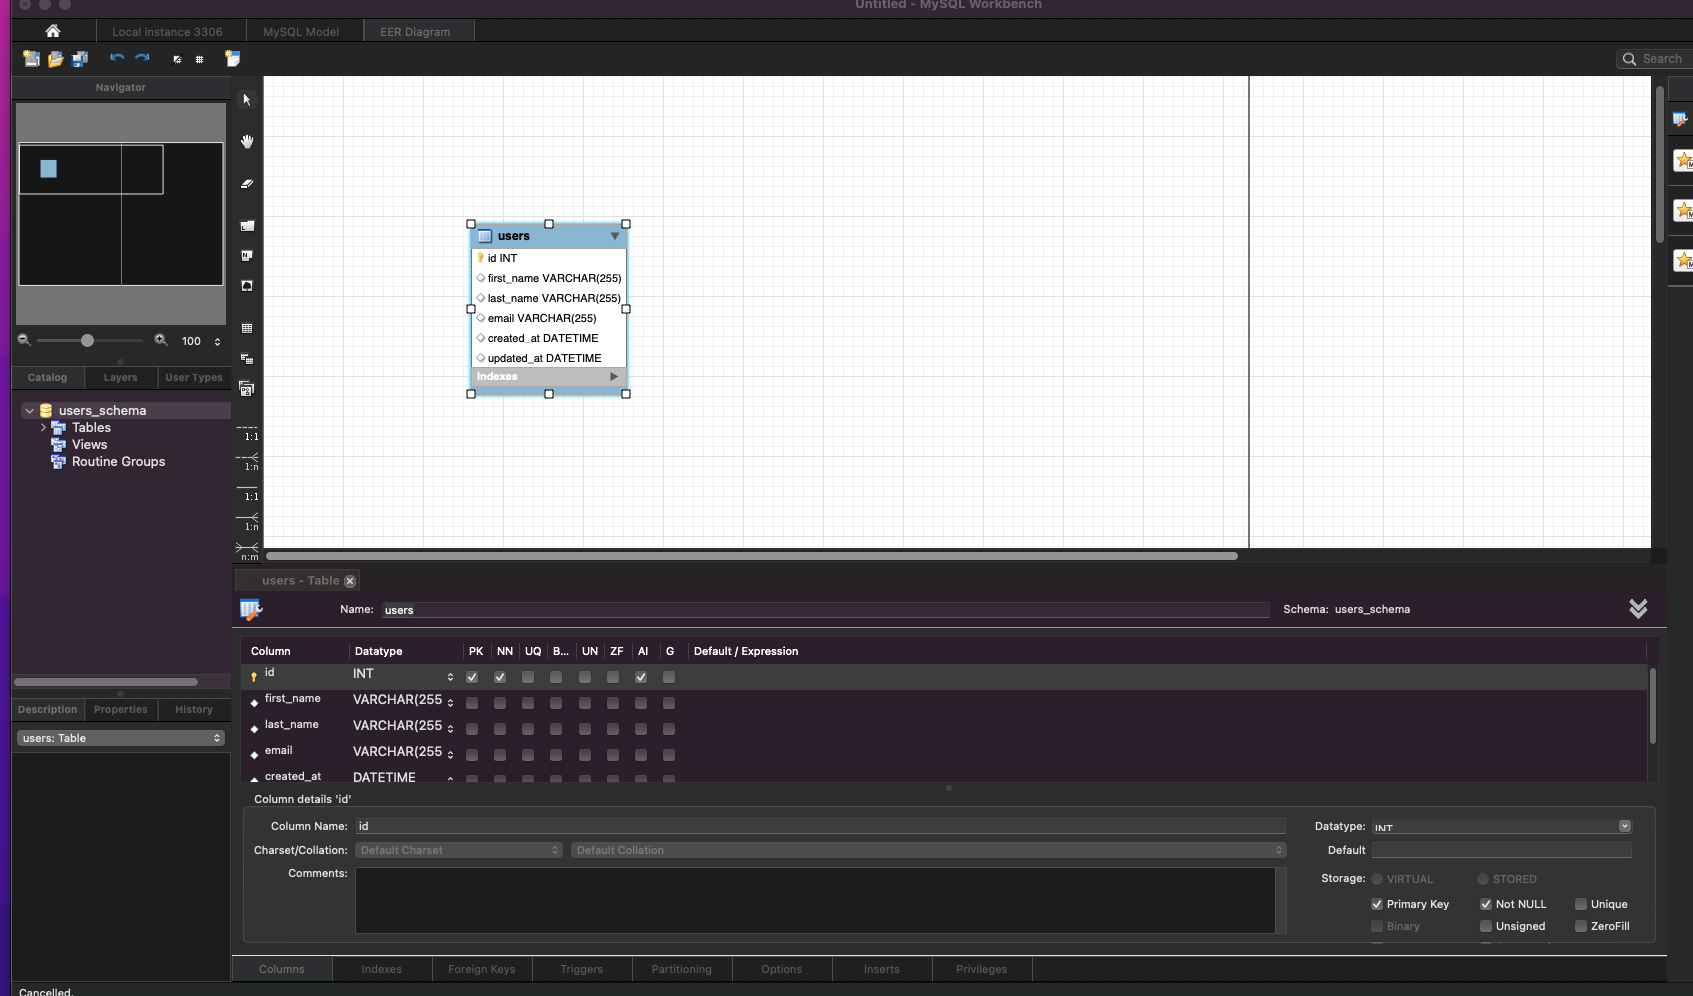 Untitled - MySQL Workbench
Local instance 3306
MySQL Model
EER Diagram
Search
Navigator
100
Catalog
Layers
User Types
users_schema
Tables
Views
Routine Groups
1:1
1:n
1:1
1:n
n:m
users
id INT
first_name VARCHAR(255)
last_name VARCHAR(255)
email VARCHAR(255)
created_at DATETIME
updated_at DATETIME
Indexes
Description
Properties
History
users: Table
users - Table
Name: users
Schema: users_schema
Column Datatype PK NN UQ B... UN ZF AI G Default / Expression
id INT
first_name VARCHAR(255
last_name VARCHAR(255
email VARCHAR(255
created_at DATETIME
Column details 'id'
Column Name: id
Datatype: INT
Charset/Collation: Default Charset Default Collation
Default
Comments:
Storage: VIRTUAL STORED
Primary Key Not NULL Unique
Binary Unsigned ZeroFill
Columns
Indexes
Foreign Keys
Triggers
Partitioning
Options
Inserts
Privileges
Cancelled.